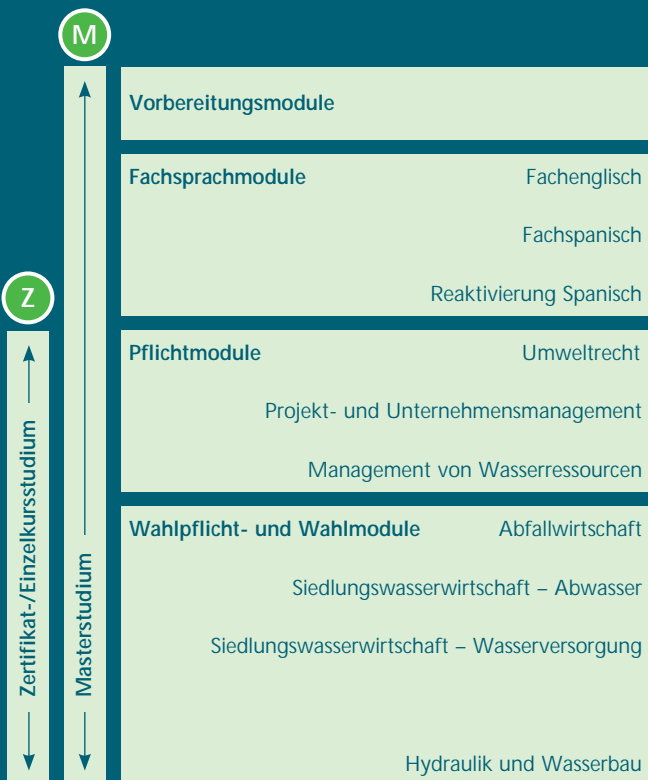 M
Vorbereitungsmodule
Fachsprachmodule Fachenglisch
Fachspanisch
Z
Reaktivierung Spanisch
Pflichtmodule Umweltrecht
Projekt- und Unternehmensmanagement
Management von Wasserressourcen
Wahlpflicht- und Wahlmodule Abfallwirtschaft
Siedlungswasserwirtschaft – Abwasser
Siedlungswasserwirtschaft – Wasserversorgung
Hydraulik und Wasserbau
Zertifikat-/Einzelkursstudium
Masterstudium